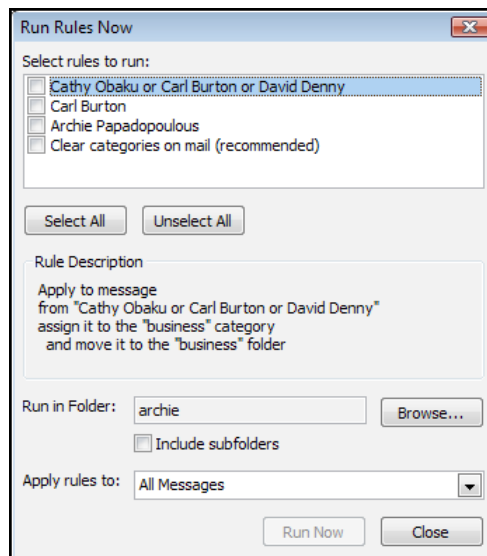 Run Rules Now
Select rules to run:
Cathy Obaku or Carl Burton or David Denny
Carl Burton
Archie Papadopoulous
Clear categories on mail (recommended)
Select All Unselect All
Rule Description
Apply to message
from "Cathy Obaku or Carl Burton or David Denny"
assign it to the "business" category
and move it to the "business" folder
Run in Folder: archie Browse...
Include subfolders
Apply rules to: All Messages
Run Now Close